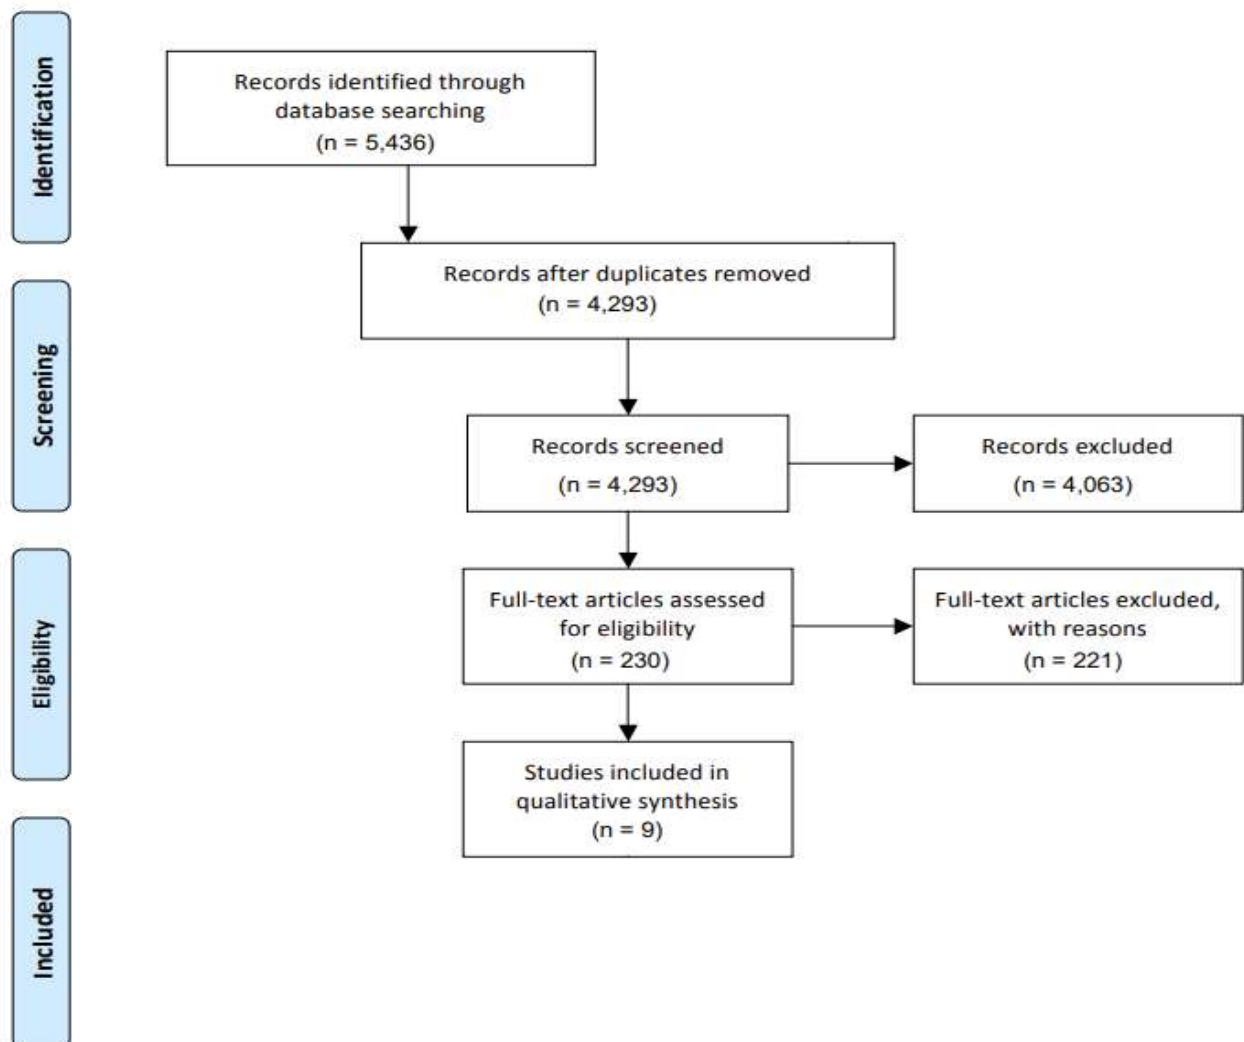 Identification
Records identified through
database searching
(n = 5,436)
Records after duplicates removed
(n = 4,293)
Screening
Records screened
(n = 4,293)
Records excluded
(n = 4,063)
Eligibility
Full-text articles assessed
for eligibility
(n = 230)
Full-text articles excluded,
with reasons
(n = 221)
Studies included in
qualitative synthesis
(n = 9)
Included